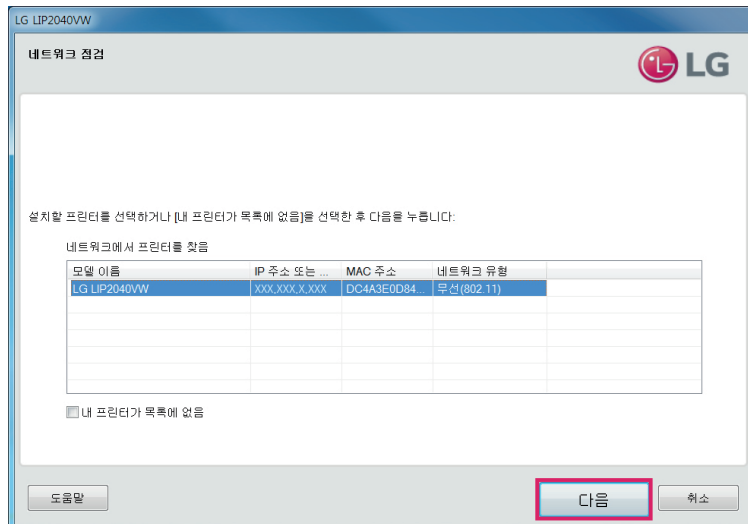 LG LIP2040VW
네트워크 점검
LG
설치할 프린터를 선택하거나 [내 프린터가 목록에 없음]을 선택한 후 다음을 누릅니다:
네트워크에서 프린터를 찾음
모델 이름 IP 주소 또는 ... MAC 주소 네트워크 유형
LG LIP2040VW XXX,XXX,X,XXX DC4A3E0D84... 무선(802.11)
내 프린터가 목록에 없음
도움말 다음 취소